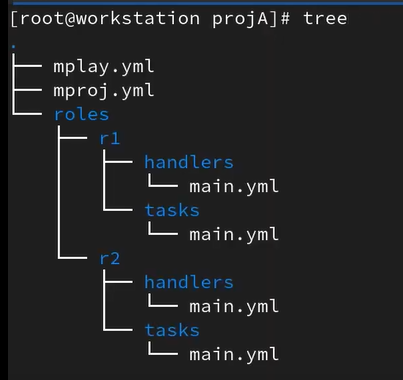 [root@workstation projA]# tree
.
├── mplay.yml
├── mproj.yml
└── roles
    ├── r1
    │   ├── handlers
    │   │   └── main.yml
    │   └── tasks
    │       └── main.yml
    └── r2
        ├── handlers
        │   └── main.yml
        └── tasks
            └── main.yml